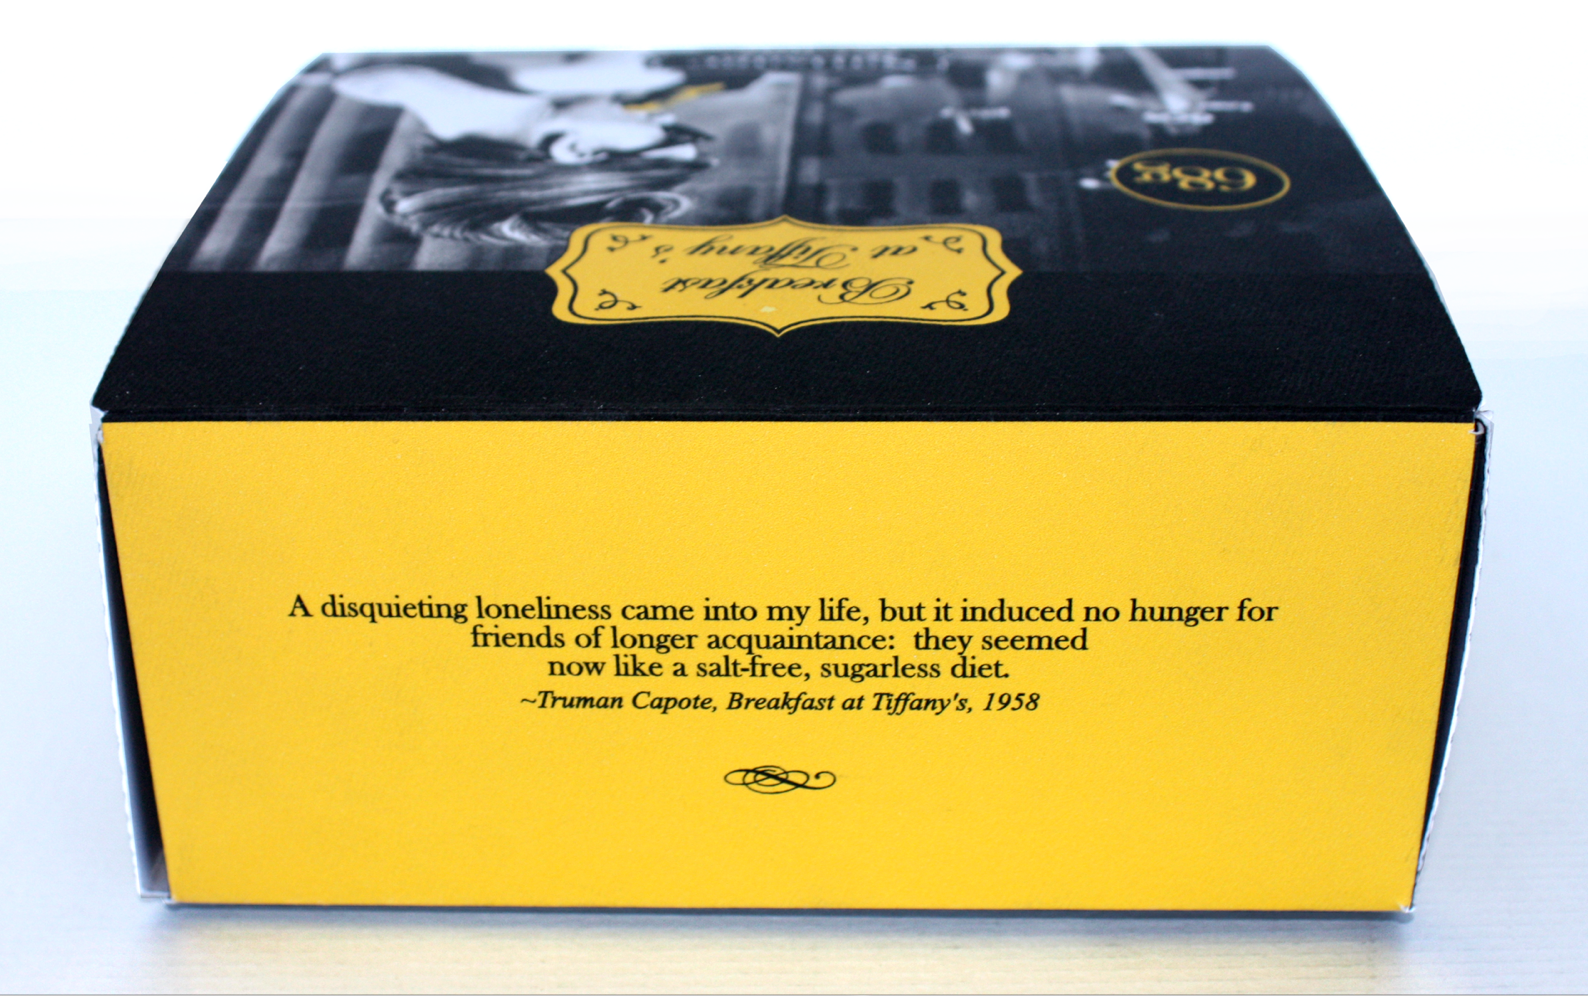 Breakfast
at Tiffany's
A disquieting loneliness came into my life, but it induced no hunger for
friends of longer acquaintance:  they seemed
now like a salt-free, sugarless diet.
~Truman Capote, Breakfast at Tiffany's, 1958